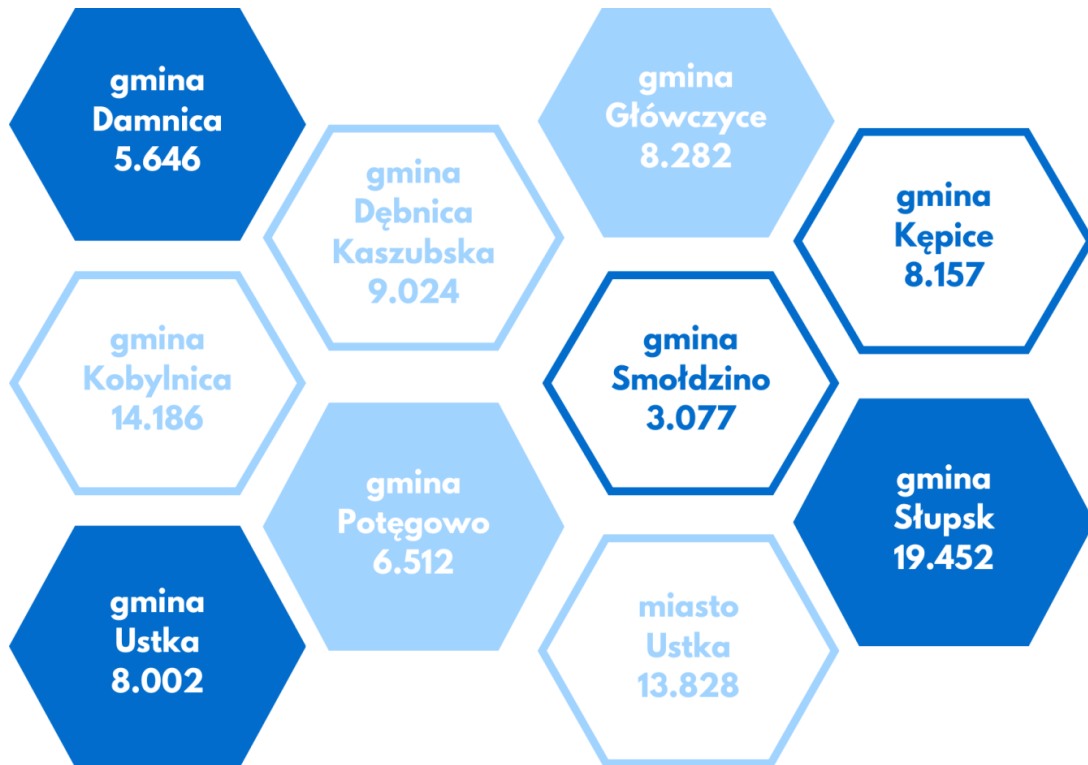 gmina
Damnica
5.646
gmina
Dębnica
Kaszubska
9.024
gmina
Główczyce
8.282
gmina
Kępice
8.157
gmina
Kobylnica
14.186
gmina
Potęgowo
6.512
gmina
Smołdzino
3.077
gmina
Słupsk
19.452
gmina
Ustka
8.002
miasto
Ustka
13.828